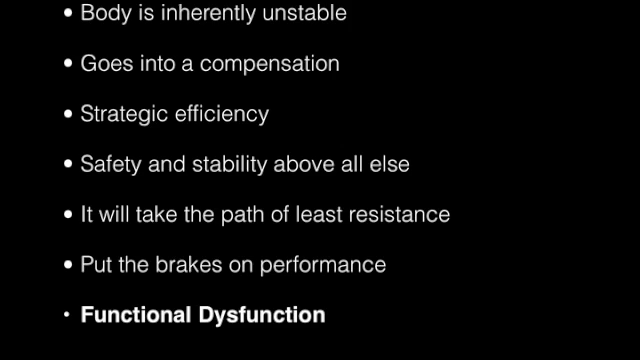 • Body is inherently unstable
• Goes into a compensation
• Strategic efficiency
• Safety and stability above all else
• It will take the path of least resistance
• Put the brakes on performance
• Functional Dysfunction